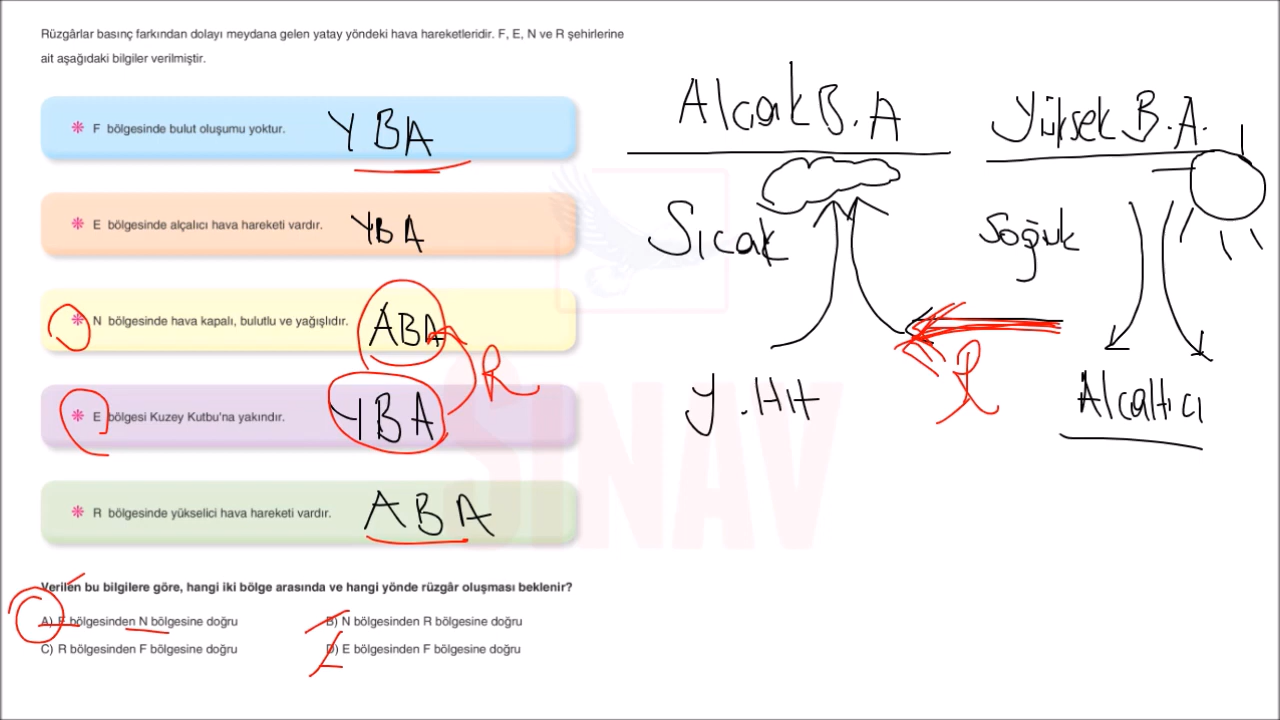 Rüzgârlar basınç farkından dolayı meydana gelen yatay yöndeki hava hareketleridir. F, E, N ve R şehirlerine
ait aşağıdaki bilgiler verilmiştir.
F bölgesinde bulut oluşumu yoktur. YBA
E bölgesinde alçalıcı hava hareketi vardır. YBA
N bölgesinde hava kapalı, bulutlu ve yağışlıdır. ABA
E bölgesi Kuzey Kutbu'na yakındır. YBA
R
R bölgesinde yükselici hava hareketi vardır. ABA
Verilen bu bilgilere göre, hangi iki bölge arasında ve hangi yönde rüzgâr oluşması beklenir?
A) E bölgesinden N bölgesine doğru
B) N bölgesinden R bölgesine doğru
C) R bölgesinden F bölgesine doğru
D) E bölgesinden F bölgesine doğru
Alçak B.A
Sıcak
Y.HH
Yüksek B.A.
Soğuk
Alçaltıcı
R
SINAV